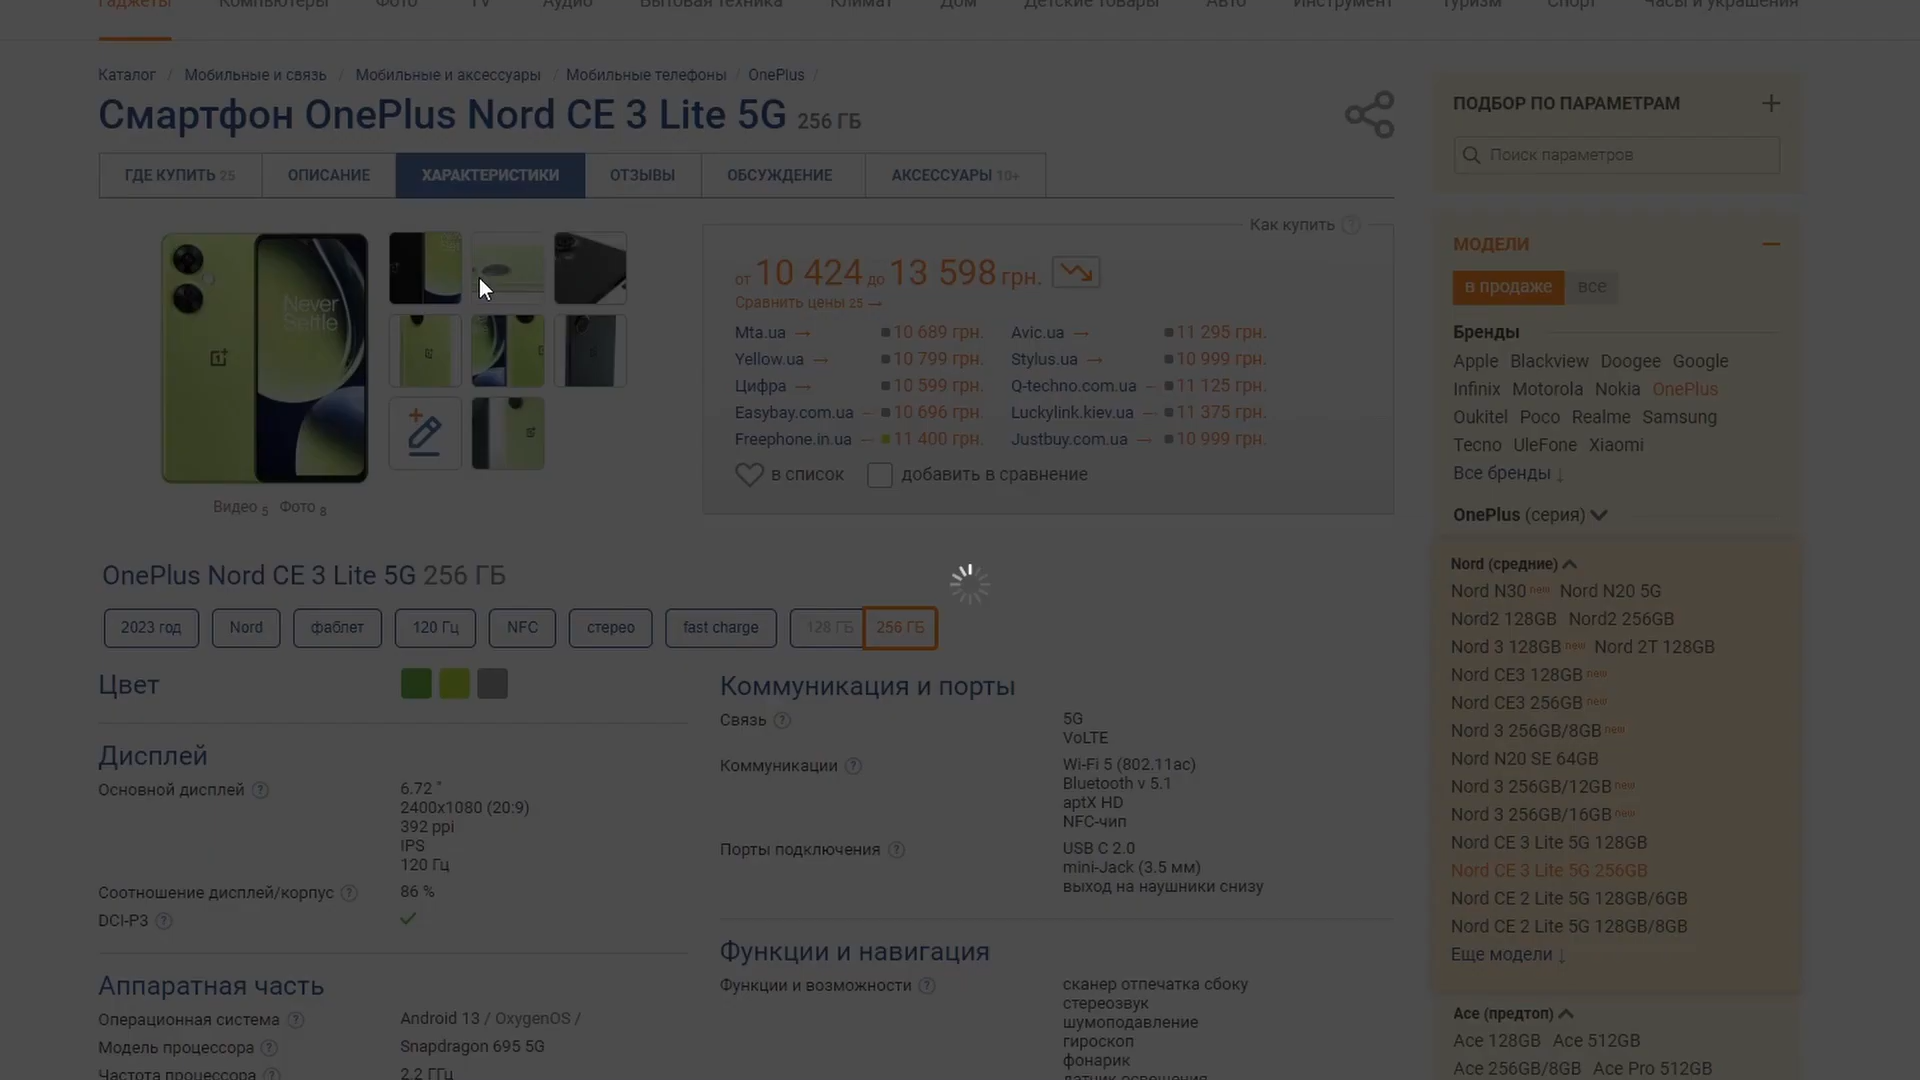 Гаджеты Компьютеры Фото TV Аудио Бытовая техника Климат Дом Детские товары Авто Инструмент Туризм Спорт Часы и украшения
Каталог / Мобильные и связь / Мобильные и аксессуары / Мобильные телефоны / OnePlus /
Смартфон OnePlus Nord CE 3 Lite 5G 256 ГБ
ГДЕ КУПИТЬ 25 ОПИСАНИЕ ХАРАКТЕРИСТИКИ ОТЗЫВЫ ОБСУЖДЕНИЕ АКСЕССУАРЫ 10+
Never
Settle
Видео 5 Фото 8
Как купить ?
от 10 424 до 13 598 грн.
Сравнить цены 25 →
Mta.ua → 10 689 грн. Avic.ua → 11 295 грн.
Yellow.ua → 10 799 грн. Stylus.ua → 10 999 грн.
Цифра → 10 599 грн. Q-techno.com.ua → 11 125 грн.
Easybay.com.ua → 10 696 грн. Luckylink.kiev.ua → 11 375 грн.
Freephone.in.ua → 11 400 грн. Justbuy.com.ua → 10 999 грн.
в список добавить в сравнение
OnePlus Nord CE 3 Lite 5G 256 ГБ
2023 год Nord фаблет 120 Гц NFC стерео fast charge 128 ГБ 256 ГБ
Цвет
Дисплей
Основной дисплей ?
6.72 "
2400x1080 (20:9)
392 ppi
IPS
120 Гц
Соотношение дисплей/корпус ? 86 %
DCI-P3 ?
Аппаратная часть
Операционная система ? Android 13 / OxygenOS /
Модель процессора ? Snapdragon 695 5G
Частота процессора ? 2.2 ГГц
Коммуникация и порты
Связь ?
5G
VoLTE
Коммуникации ?
Wi-Fi 5 (802.11ac)
Bluetooth v 5.1
aptX HD
NFC-чип
Порты подключения ?
USB C 2.0
mini-Jack (3.5 мм)
выход на наушники снизу
Функции и навигация
Функции и возможности ?
сканер отпечатка сбоку
стереозвук
шумоподавление
гироскоп
фонарик
датчик освещения
ПОДБОР ПО ПАРАМЕТРАМ +
Поиск параметров
МОДЕЛИ
в продаже все
Бренды
Apple Blackview Doogee Google
Infinix Motorola Nokia OnePlus
Oukitel Poco Realme Samsung
Tecno UleFone Xiaomi
Все бренды ↓
OnePlus (серия)
Nord (средние)
Nord N30 new Nord N20 5G
Nord2 128GB Nord2 256GB
Nord 3 128GB new Nord 2T 128GB
Nord CE3 128GB new
Nord CE3 256GB new
Nord 3 256GB/8GB new
Nord N20 SE 64GB
Nord 3 256GB/12GB new
Nord 3 256GB/16GB new
Nord CE 3 Lite 5G 128GB
Nord CE 3 Lite 5G 256GB
Nord CE 2 Lite 5G 128GB/6GB
Nord CE 2 Lite 5G 128GB/8GB
Еще модели ↓
Ace (предтоп)
Ace 128GB Ace 512GB
Ace 256GB/8GB Ace Pro 512GB